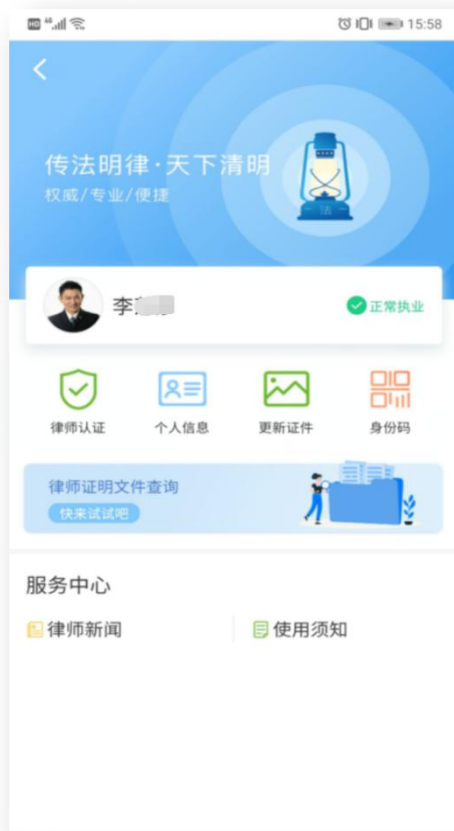 HD 4G 15:58
传法明律·天下清明
权威/专业/便捷
法
李
正常执业
律师认证 个人信息 更新证件 身份码
律师证明文件查询
快来试试吧
服务中心
律师新闻 使用须知